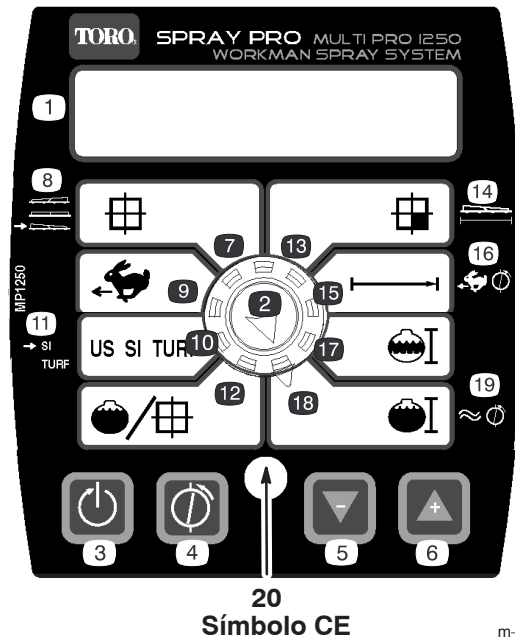 TORO. SPRAY PRO MULTI PRO 1250
WORKMAN SPRAY SYSTEM
1
8
14
7
13
16
9
15
2
MP1250
11
SI
TURF
10
US SI TURF
17
12
18
19
3
4
5
6
20
Símbolo CE
m-